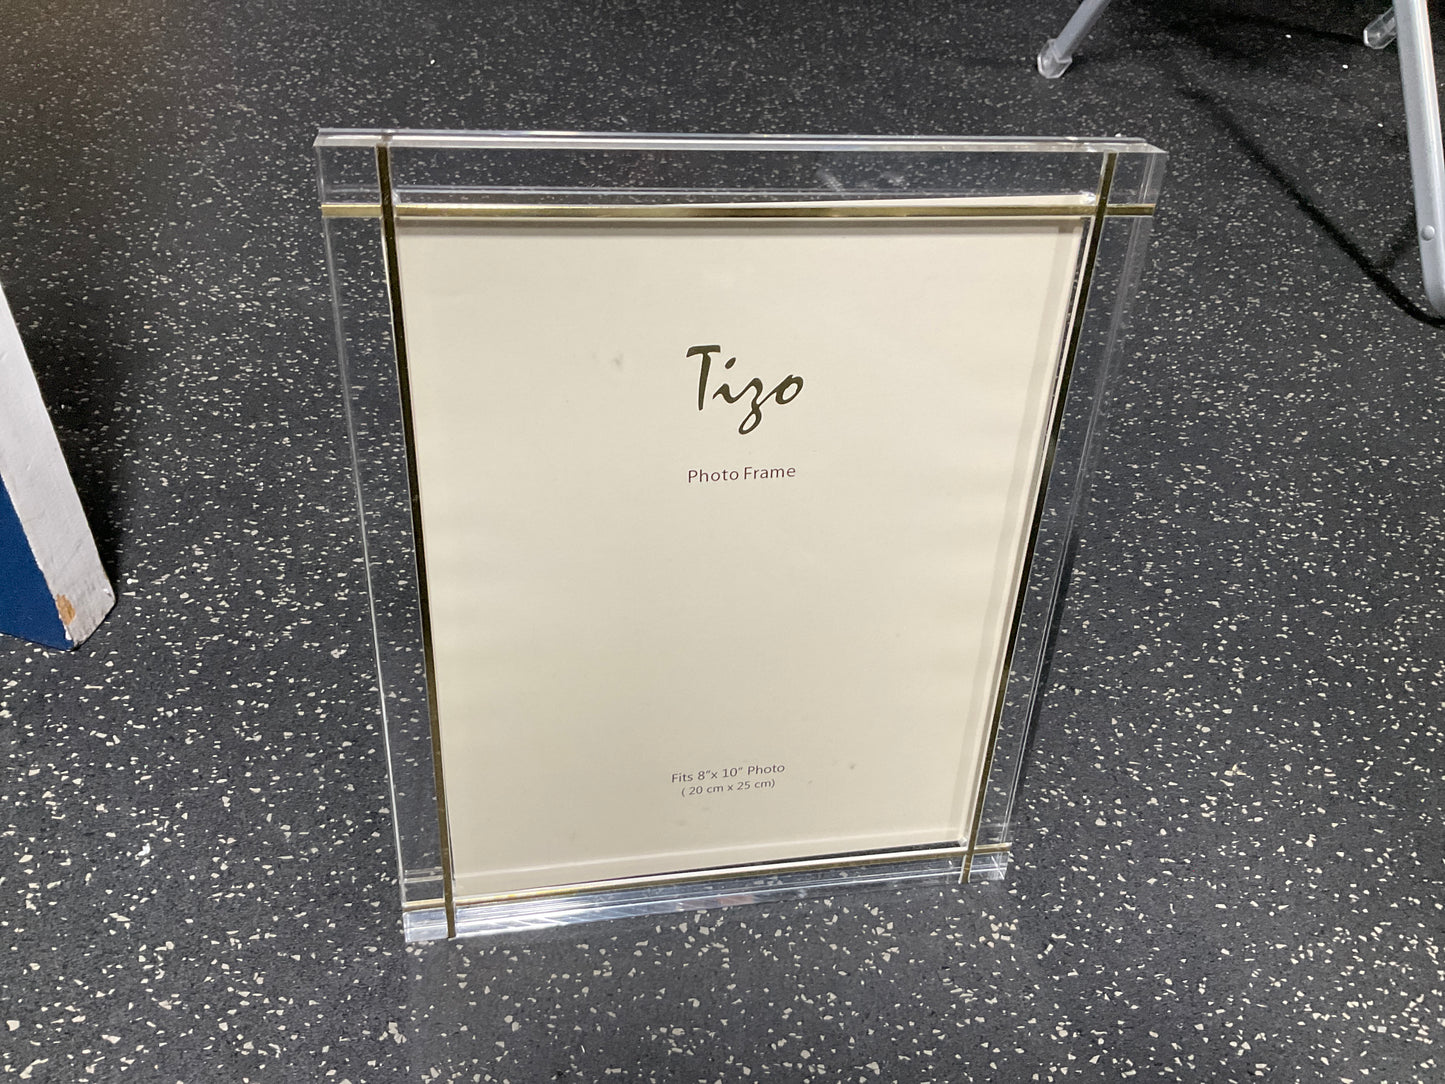 Tizo
Photo Frame
Fits 8"x 10" Photo
( 20 cm x 25 cm)